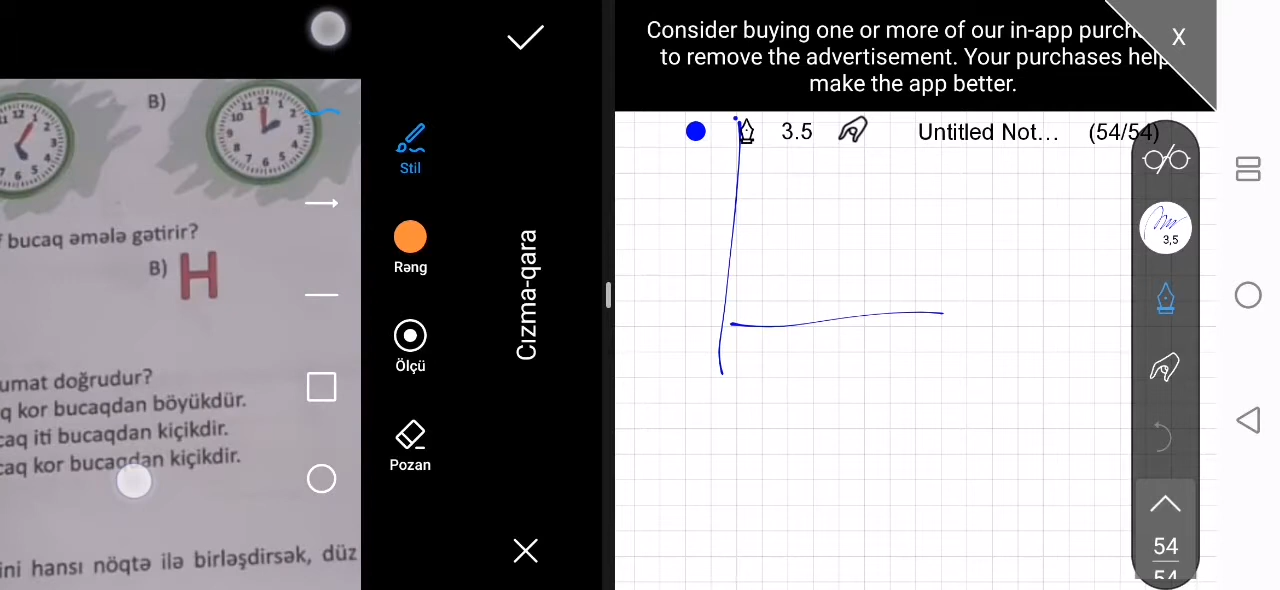 B)
bucaq əmələ gətirir?
B) H
umat doğrudur?
q kor bucaqdan böyükdür.
caq iti bucaqdan kiçikdir.
caq kor bucaqdan kiçikdir.
ini hansı nöqtə ilə birləşdirsək, düz
Stil
Rəng
Ölçü
Pozan
Cızma-qara
Consider buying one or more of our in-app purch
to remove the advertisement. Your purchases help
make the app better.
X
3.5
Untitled Not...
(54/54)
3,5
54
54